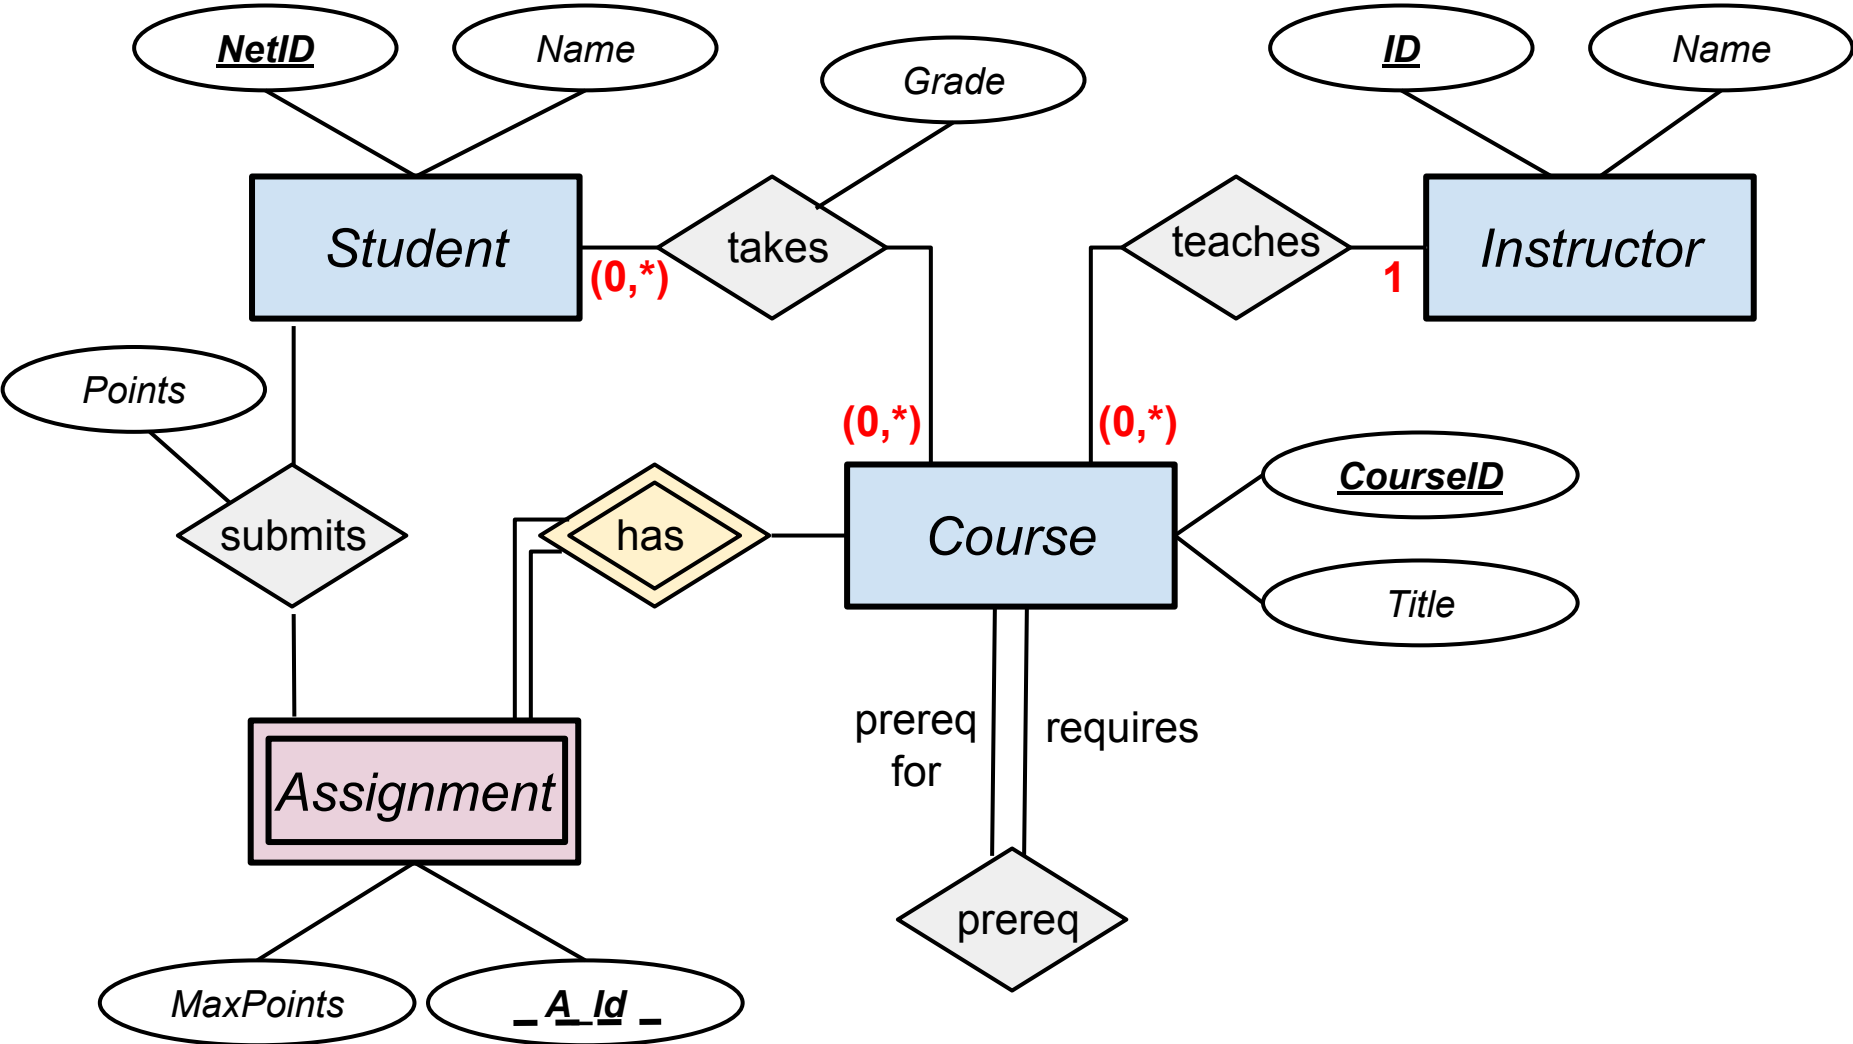 NetID
Name
Grade
ID
Name
Student
takes
teaches
Instructor
(0,*)
1
Points
(0,*)
(0,*)
CourseID
submits
has
Course
Title
prereq
for
requires
Assignment
prereq
MaxPoints
A_Id